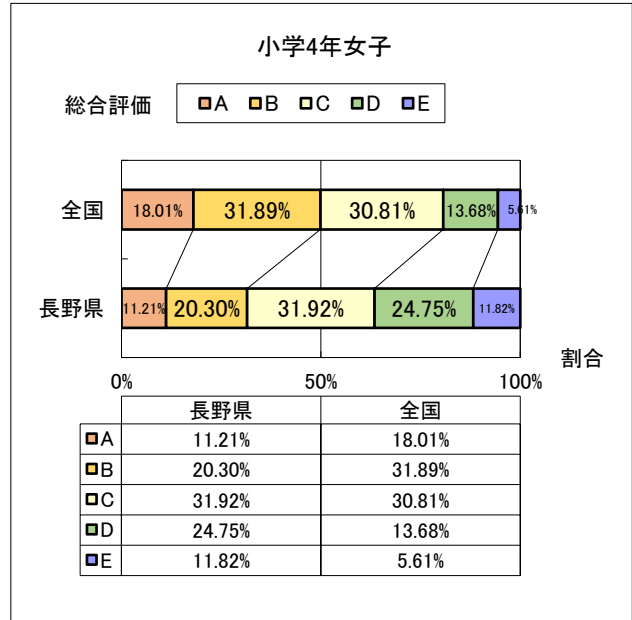 小学4年女子
総合評価 A B C D E
全国 18.01% 31.89% 30.81% 13.68% 5.61%
長野県 11.21% 20.30% 31.92% 24.75% 11.82%
割合
0% 50% 100%
長野県 全国
A 11.21% 18.01%
B 20.30% 31.89%
C 31.92% 30.81%
D 24.75% 13.68%
E 11.82% 5.61%